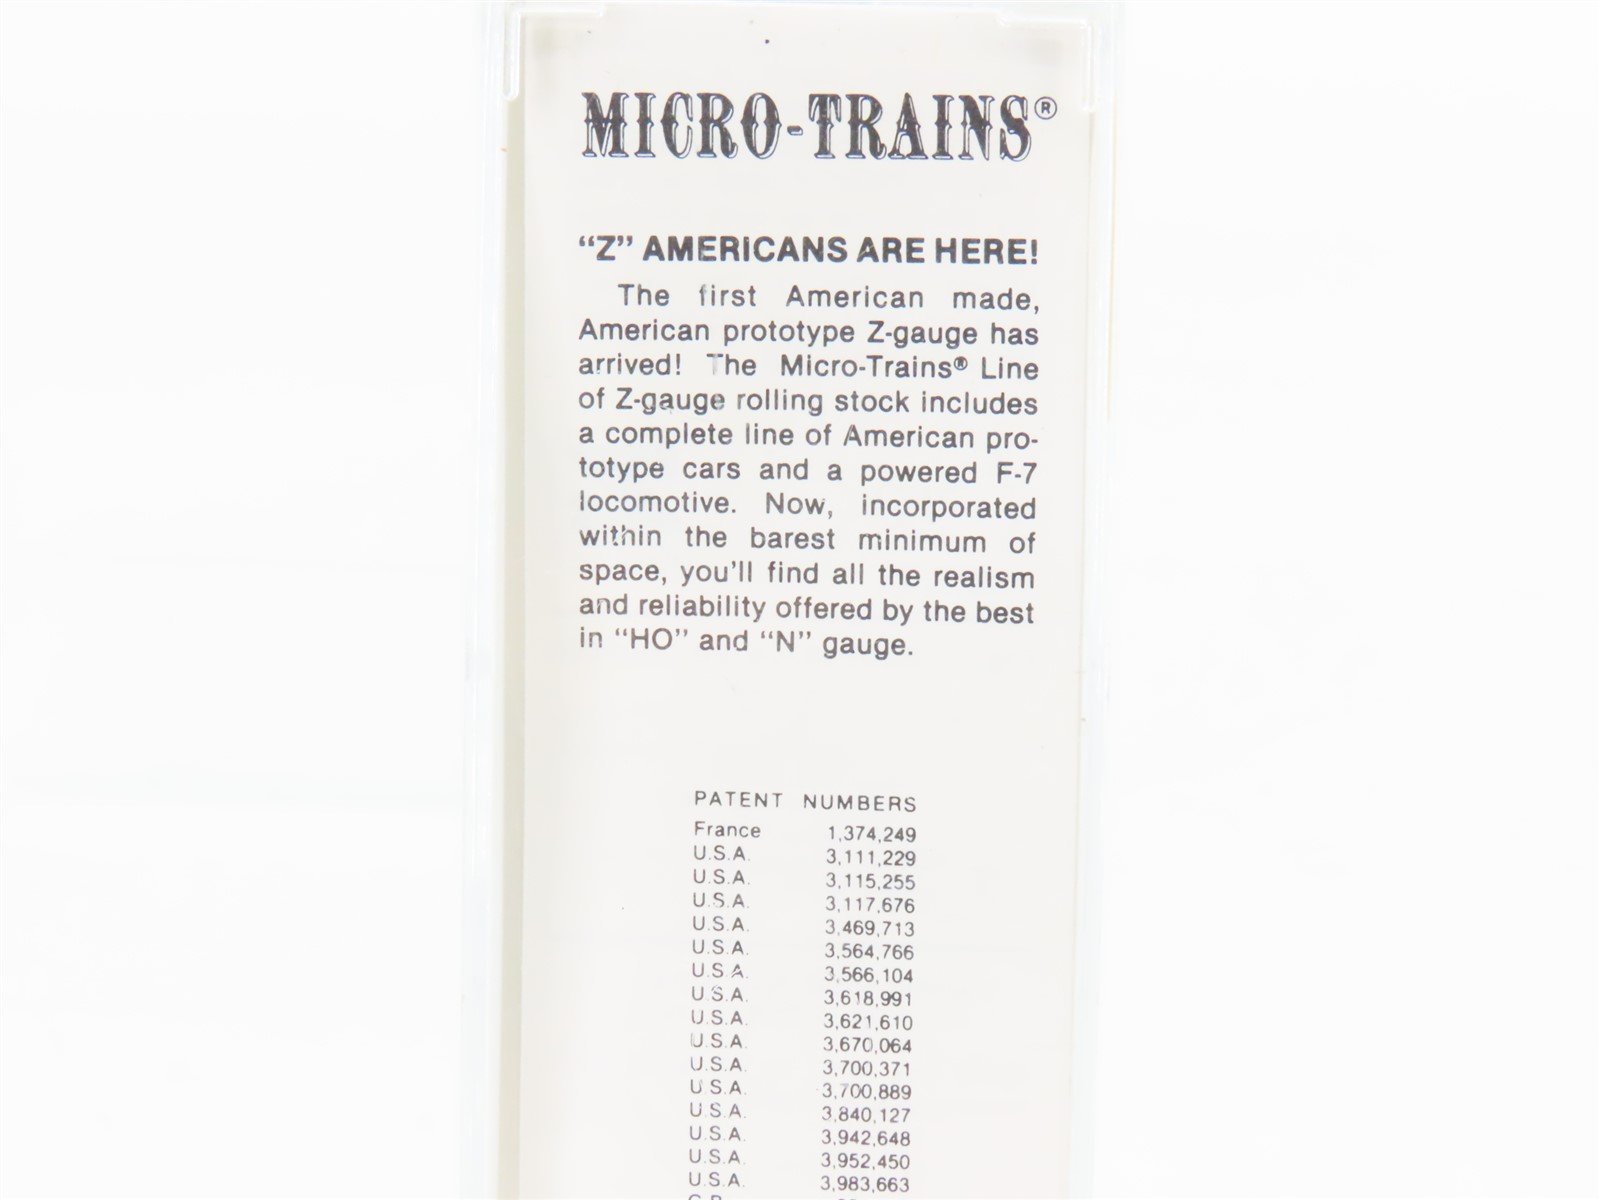 MICRO-TRAINS®
“Z” AMERICANS ARE HERE!
The first American made,
American prototype Z-gauge has
arrived! The Micro-Trains® Line
of Z-gauge rolling stock includes
a complete line of American pro-
totype cars and a powered F-7
locomotive. Now, incorporated
within the barest minimum of
space, you'll find all the realism
and reliability offered by the best
in “HO” and “N” gauge.
PATENT NUMBERS
France 1,374,249
U.S.A. 3,111,229
U.S.A. 3,115,255
U.S.A. 3,117,676
U.S.A. 3,469,713
U.S.A. 3,564,766
U.S.A. 3,566,104
U.S.A. 3,618,991
U.S.A. 3,621,610
U.S.A. 3,670,064
U.S.A. 3,700,371
U.S.A. 3,700,889
U.S.A. 3,840,127
U.S.A. 3,942,648
U.S.A. 3,952,450
U.S.A. 3,983,663